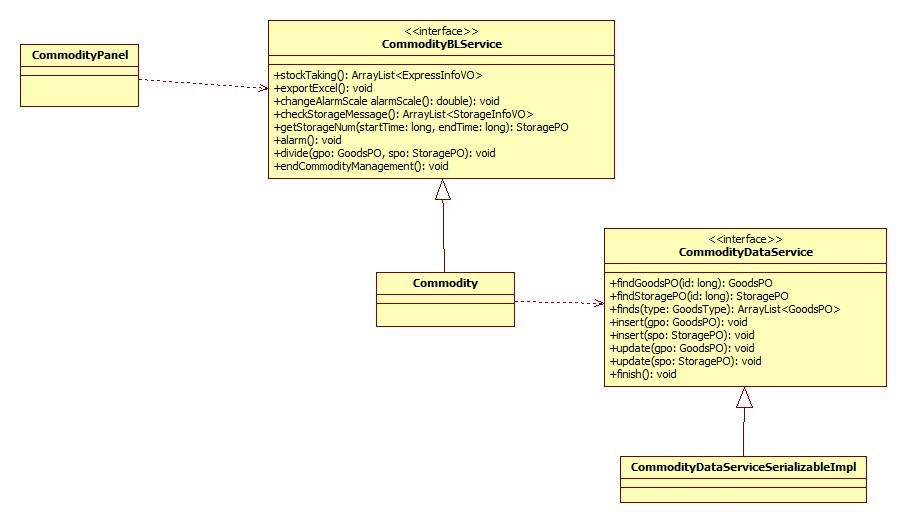 CommodityPanel
<<interface>>
CommodityBLService
+stockTaking(): ArrayList<ExpressInfoVO>
+exportExcel(): void
+changeAlarmScale alarmScale(): double): void
+checkStorageMessage(): ArrayList<StorageInfoVO>
+getStorageNum(startTime: long, endTime: long): StoragePO
+alarm(): void
+divide(gpo: GoodsPO, spo: StoragePO): void
+endCommodityManagement(): void
Commodity
<<interface>>
CommodityDataService
+findGoodsPO(id: long): GoodsPO
+findStoragePO(id: long): StoragePO
+finds(type: GoodsType): ArrayList<GoodsPO>
+insert(gpo: GoodsPO): void
+insert(spo: StoragePO): void
+update(gpo: GoodsPO): void
+update(spo: StoragePO): void
+finish(): void
CommodityDataServiceSerializableImpl